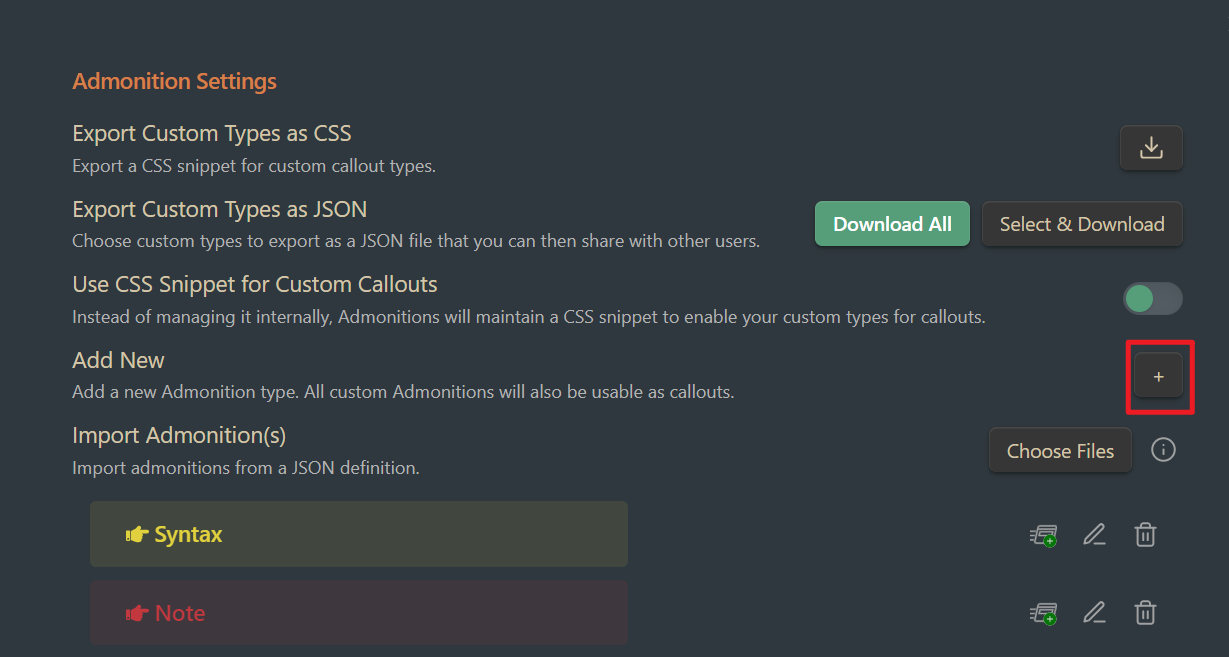 Admonition Settings
Export Custom Types as CSS
Export a CSS snippet for custom callout types.
Export Custom Types as JSON
Choose custom types to export as a JSON file that you can then share with other users.
Download All
Select & Download
Use CSS Snippet for Custom Callouts
Instead of managing it internally, Admonitions will maintain a CSS snippet to enable your custom types for callouts.
Add New
Add a new Admonition type. All custom Admonitions will also be usable as callouts.
+
Import Admonition(s)
Import admonitions from a JSON definition.
Choose Files
Syntax
Note